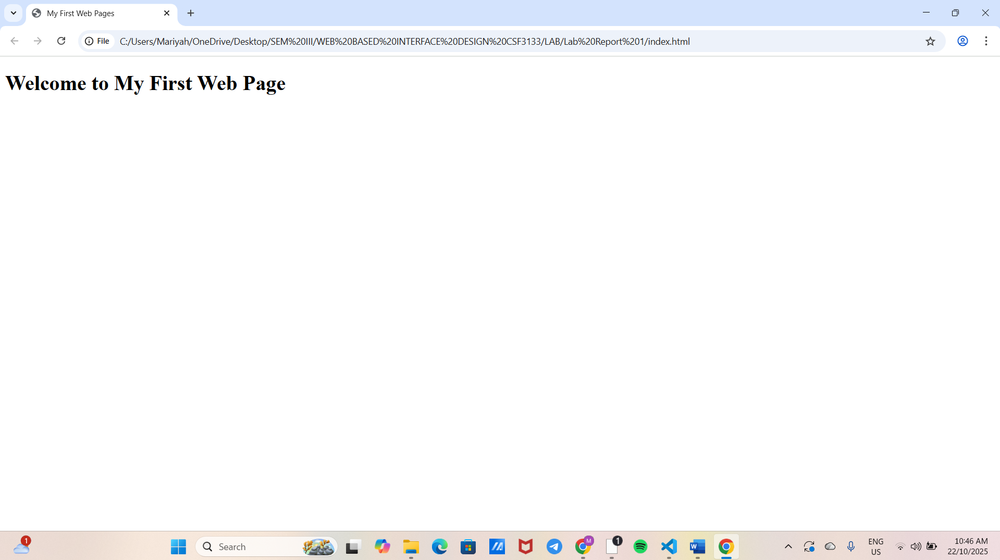 My First Web Pages
File
C:/Users/Mariyah/OneDrive/Desktop/SEM%20III/WEB%20BASED%20INTERFACE%20DESIGN%20CSF3133/LAB/Lab%20Report%201/index.html
Welcome to My First Web Page
1
Search
M
1
W
ENG
US
10:46 AM
22/10/2025